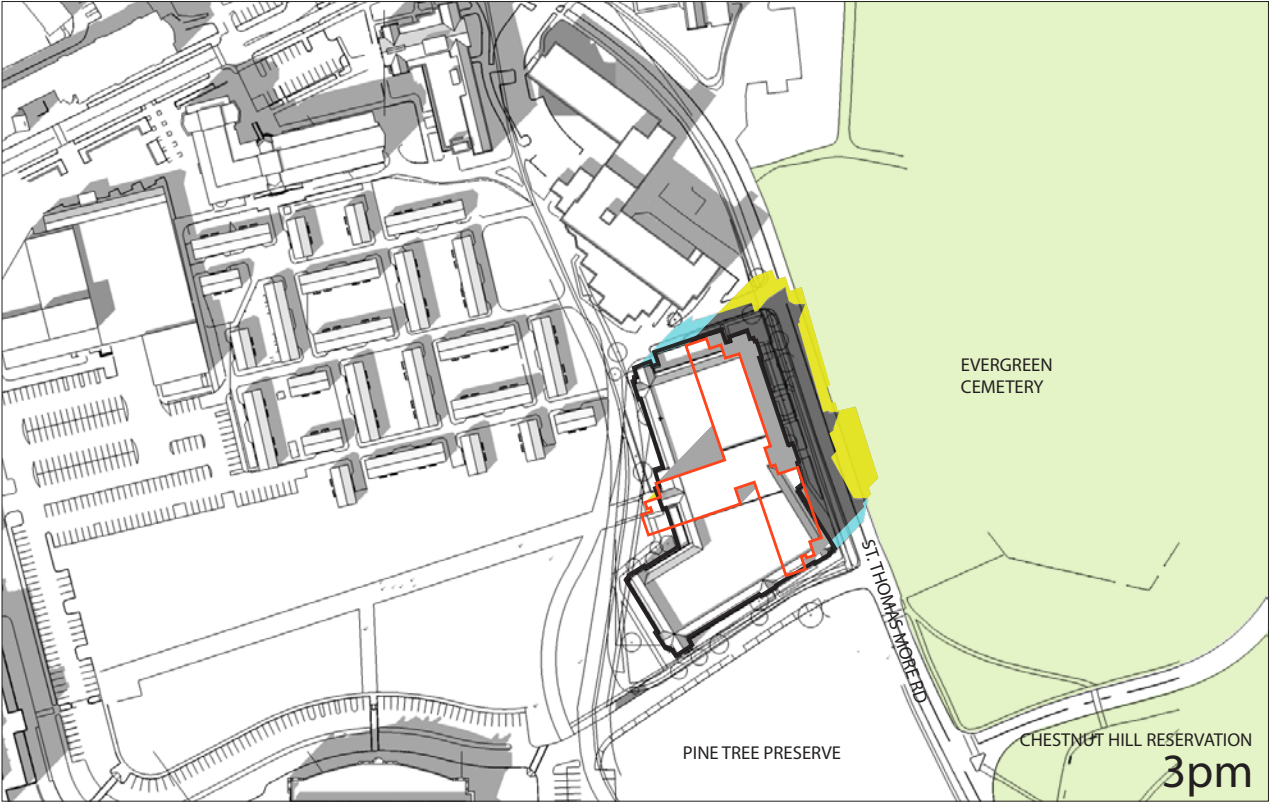 EVERGREEN
CEMETERY
ST. THOMAS MORE RD
PINE TREE PRESERVE
CHESTNUT HILL RESERVATION
3pm